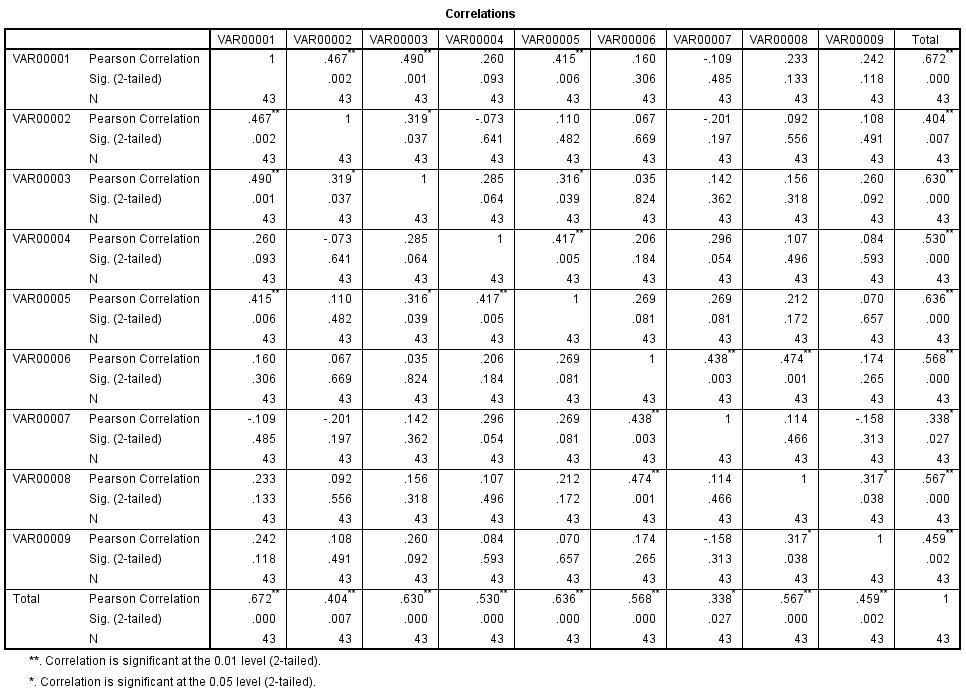 Correlations
VAR00001 VAR00002 VAR00003 VAR00004 VAR00005 VAR00006 VAR00007 VAR00008 VAR00009 Total
VAR00001 Pearson Correlation 1 .467** .490** .260 .415** .160 -.109 .233 .242 .672**
Sig. (2-tailed) .002 .001 .093 .006 .306 .485 .133 .118 .000
N 43 43 43 43 43 43 43 43 43 43
VAR00002 Pearson Correlation .467** 1 .319* -.073 .110 .067 -.201 .092 .108 .404**
Sig. (2-tailed) .002 .037 .641 .482 .669 .197 .556 .491 .007
N 43 43 43 43 43 43 43 43 43 43
VAR00003 Pearson Correlation .490** .319* 1 .285 .316* .035 .142 .156 .260 .630**
Sig. (2-tailed) .001 .037 .064 .039 .824 .362 .318 .092 .000
N 43 43 43 43 43 43 43 43 43 43
VAR00004 Pearson Correlation .260 -.073 .285 1 .417** .206 .296 .107 .084 .530**
Sig. (2-tailed) .093 .641 .064 .005 .184 .054 .496 .593 .000
N 43 43 43 43 43 43 43 43 43 43
VAR00005 Pearson Correlation .415** .110 .316* .417** 1 .269 .269 .212 .070 .636**
Sig. (2-tailed) .006 .482 .039 .005 .081 .081 .172 .657 .000
N 43 43 43 43 43 43 43 43 43 43
VAR00006 Pearson Correlation .160 .067 .035 .206 .269 1 .438** .474** .174 .568**
Sig. (2-tailed) .306 .669 .824 .184 .081 .003 .001 .265 .000
N 43 43 43 43 43 43 43 43 43 43
VAR00007 Pearson Correlation -.109 -.201 .142 .296 .269 .438** 1 .114 -.158 .338*
Sig. (2-tailed) .485 .197 .362 .054 .081 .003 .466 .313 .027
N 43 43 43 43 43 43 43 43 43 43
VAR00008 Pearson Correlation .233 .092 .156 .107 .212 .474** .114 1 .317* .567**
Sig. (2-tailed) .133 .556 .318 .496 .172 .001 .466 .038 .000
N 43 43 43 43 43 43 43 43 43 43
VAR00009 Pearson Correlation .242 .108 .260 .084 .070 .174 -.158 .317* 1 .459**
Sig. (2-tailed) .118 .491 .092 .593 .657 .265 .313 .038 .002
N 43 43 43 43 43 43 43 43 43 43
Total Pearson Correlation .672** .404** .630** .530** .636** .568** .338* .567** .459** 1
Sig. (2-tailed) .000 .007 .000 .000 .000 .000 .027 .000 .002
N 43 43 43 43 43 43 43 43 43 43
**. Correlation is significant at the 0.01 level (2-tailed).
*. Correlation is significant at the 0.05 level (2-tailed).